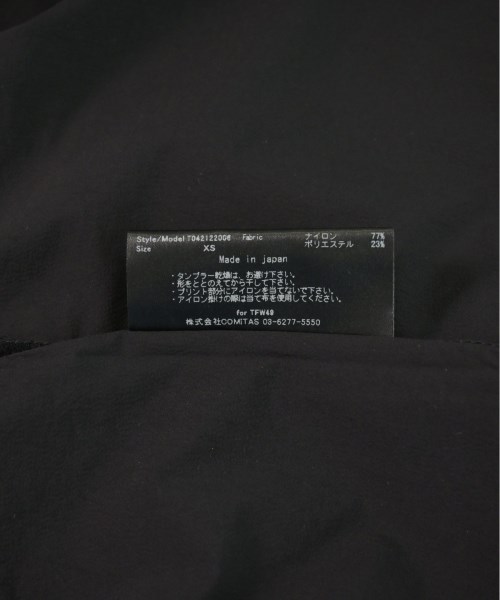 Style/Model T042122006 Fabric ナイロン 77%
Size XS ポリエステル 23%
Made in japan
・タンブラー乾燥は、お避け下さい。
・形をととのえてから干して下さい。
・プリント部分にアイロンを当てないで下さい。
・アイロン掛けの際は当て布を使用してください。
for TFW49
株式会社COMITAS 03-6277-5550